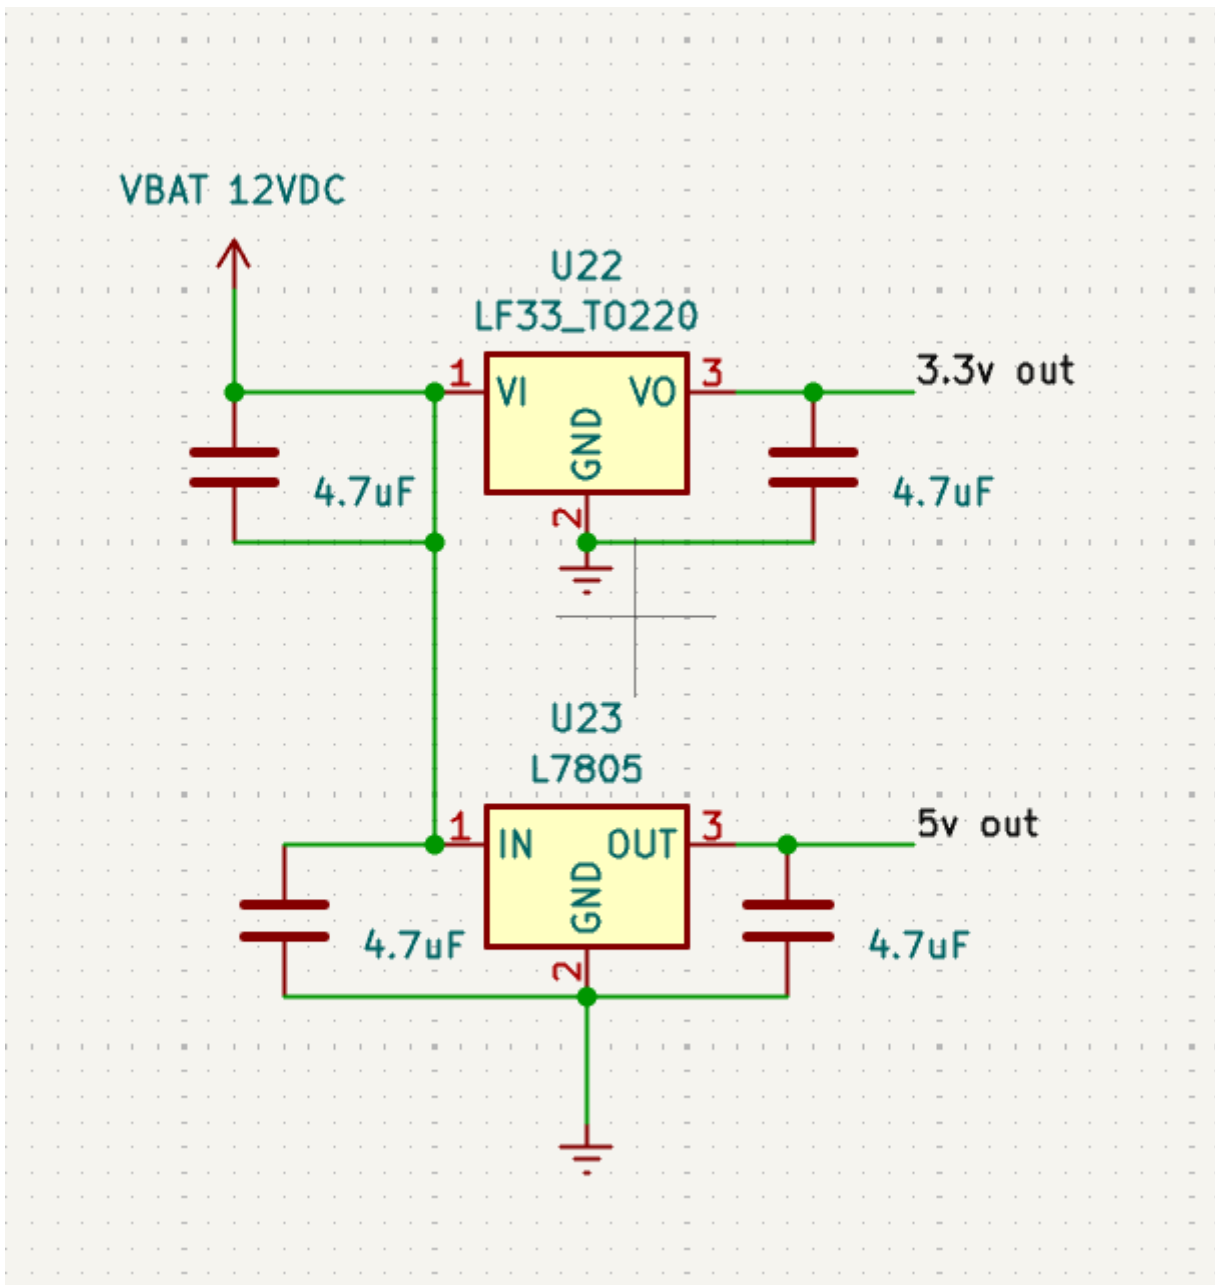 VBAT 12VDC
U22
LF33_TO220
1
VI
VO
3
3.3v out
GND
2
4.7uF
4.7uF
U23
L7805
1
IN
OUT
3
5v out
GND
2
4.7uF
4.7uF